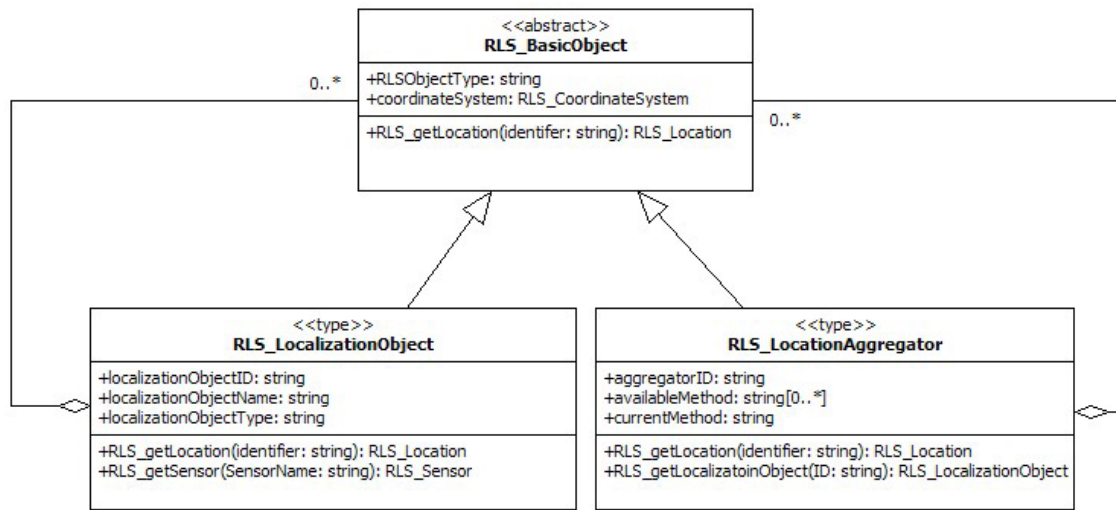 <<abstract>>
RLS_BasicObject
0..*
+RLSObjectType: string
+coordinateSystem: RLS_CoordinateSystem
0..*
+RLS_getLocation(identifer: string): RLS_Location
<<type>>
RLS_LocalizationObject
+localizationObjectID: string
+localizationObjectName: string
+localizationObjectType: string
+RLS_getLocation(identifier: string): RLS_Location
+RLS_getSensor(SensorName: string): RLS_Sensor
<<type>>
RLS_LocationAggregator
+aggregatorID: string
+availableMethod: string[0..*]
+currentMethod: string
+RLS_getLocation(identifier: string): RLS_Location
+RLS_getLocalizatoinObject(ID: string): RLS_LocalizationObject